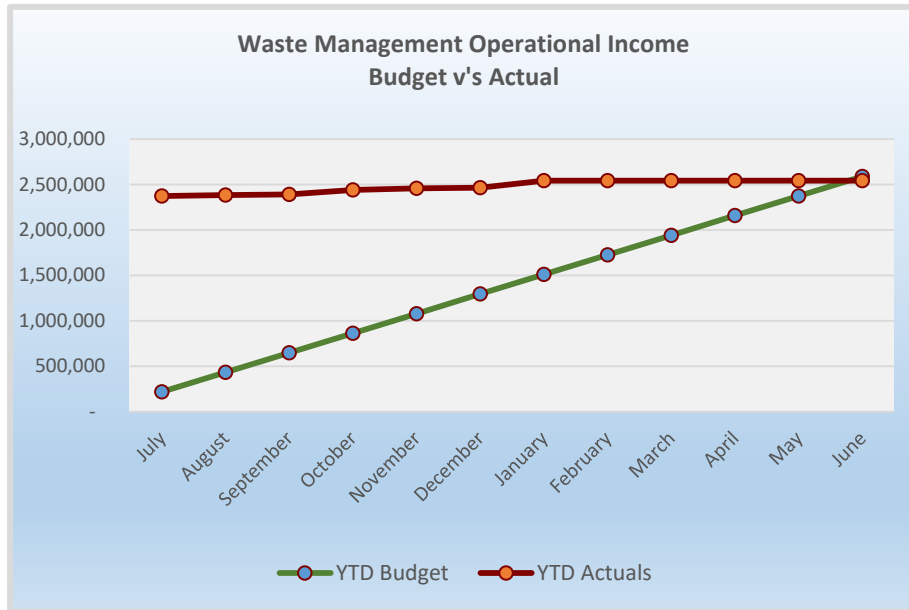 Waste Management Operational Income
Budget v's Actual
3,000,000
2,500,000
2,000,000
1,500,000
1,000,000
500,000
-
July
August
September
October
November
December
January
February
March
April
May
June
YTD Budget
YTD Actuals